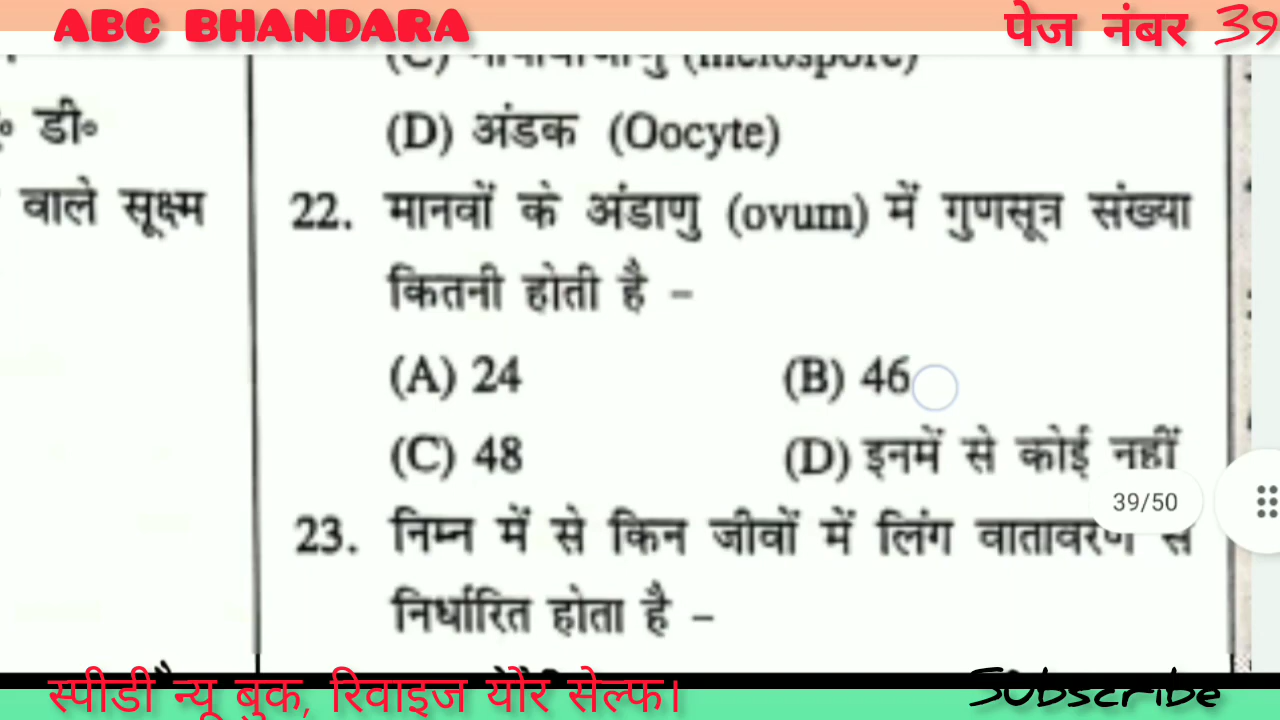 ABC BHANDARA
पेज नंबर 39
(microspore)
डी॰
(D) अंडक (Oocyte)
वाले सूक्ष्म
22. मानवों के अंडाणु (ovum) में गुणसूत्र संख्या
कितनी होती है –
(A) 24 (B) 46
(C) 48 (D) इनमें से कोई नहीं
39/50
23. निम्न में से किन जीवों में लिंग वातावरण से
निर्धारित होता है –
स्पीडी न्यू बुक, रिवाइज यौर सेल्फ।
Subscribe